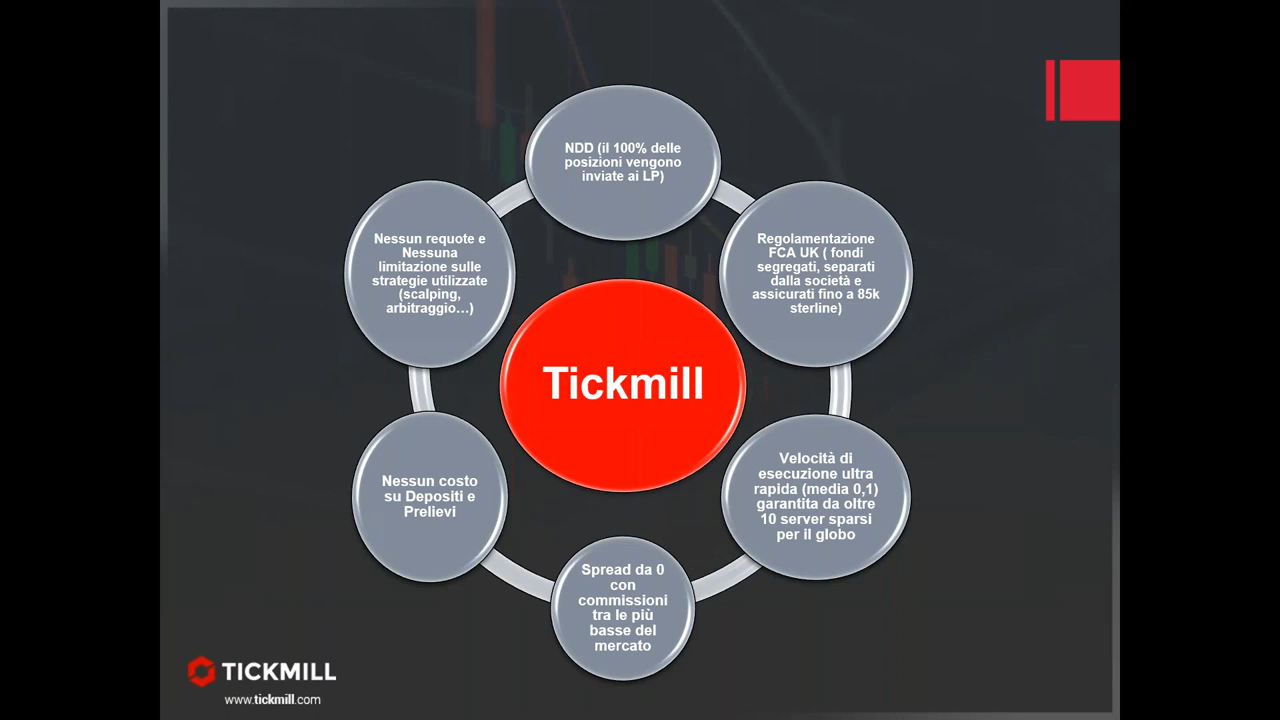 NDD (il 100% delle
posizioni vengono
inviate ai LP)
Regolamentazione
FCA UK ( fondi
segregati, separati
dalla società e
assicurati fino a 85k
sterline)
Velocità di
esecuzione ultra
rapida (media 0,1)
garantita da oltre
10 server sparsi
per il globo
Spread da 0
con
commissioni
tra le più
basse del
mercato
Nessun costo
su Depositi e
Prelievi
Nessun requote e
Nessuna
limitazione sulle
strategie utilizzate
(scalping,
arbitraggio...)
Tickmill
TICKMILL
www.tickmill.com